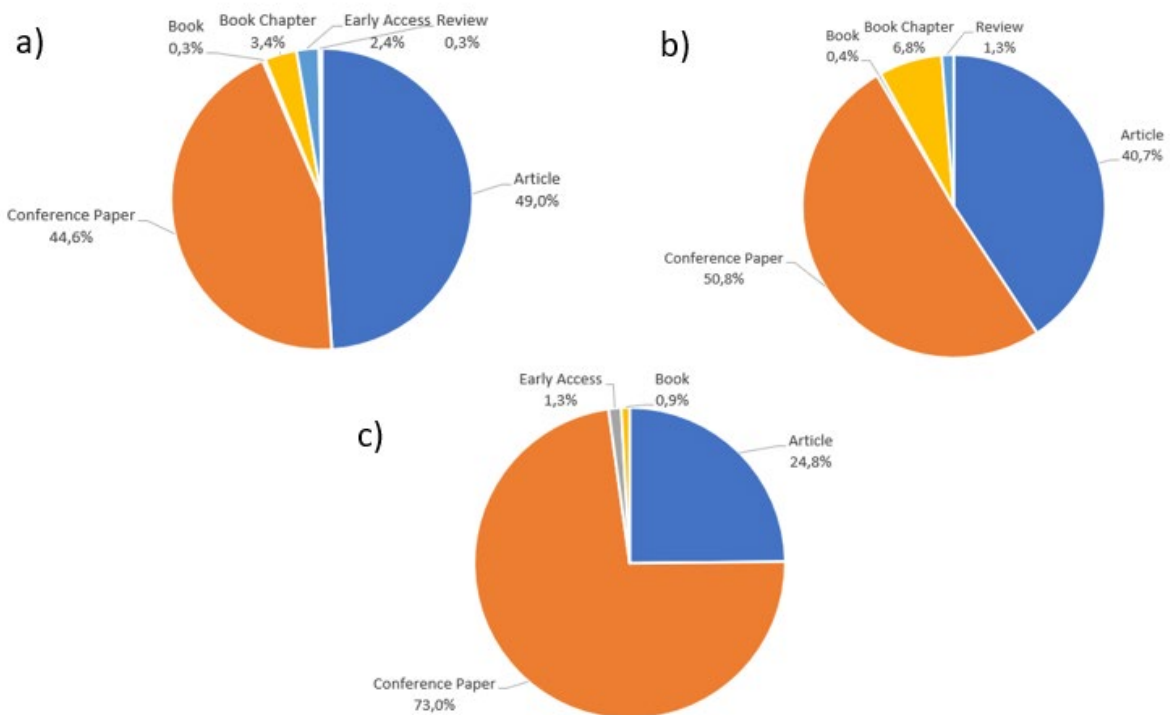 a)
Book
0,3%
Book Chapter
3,4%
Early Access
2,4%
Review
0,3%
Article
49,0%
Conference Paper
44,6%
b)
Book
0,4%
Book Chapter
6,8%
Review
1,3%
Article
40,7%
Conference Paper
50,8%
c)
Early Access
1,3%
Book
0,9%
Article
24,8%
Conference Paper
73,0%